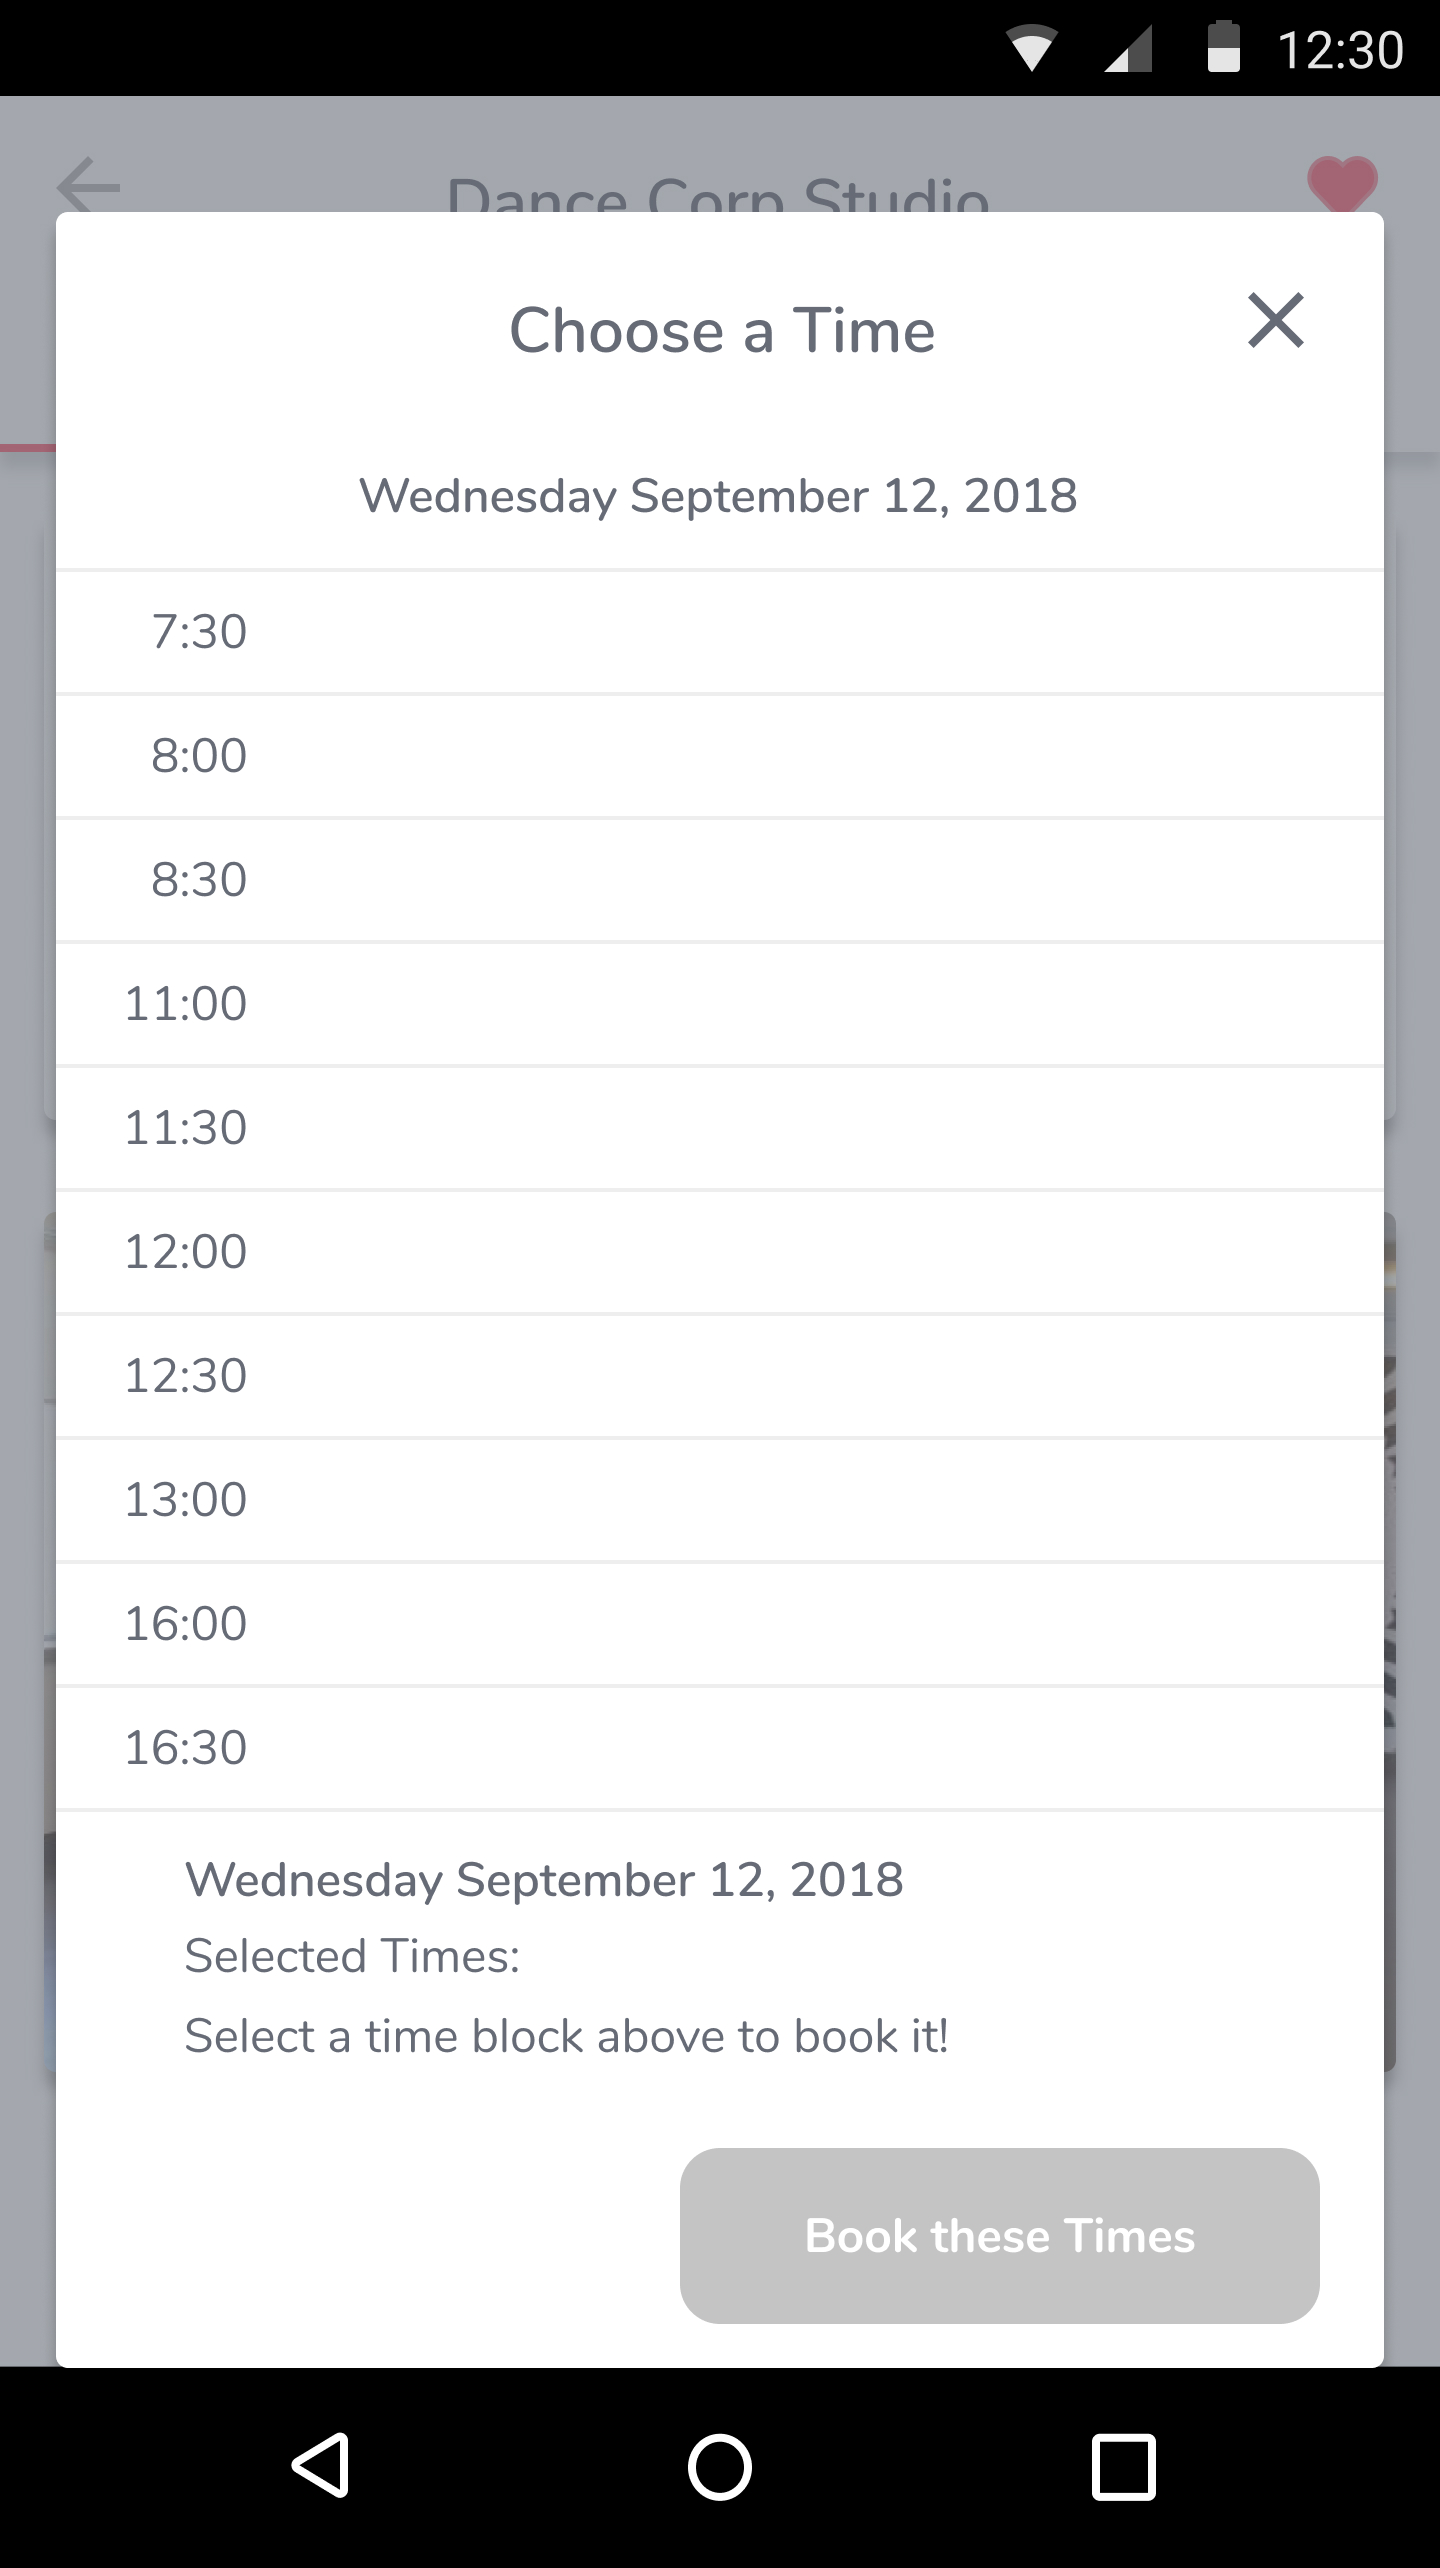 12:30
Dance Corp Studio
Choose a Time
Wednesday September 12, 2018
7:30
8:00
8:30
11:00
11:30
12:00
12:30
13:00
16:00
16:30
Wednesday September 12, 2018
Selected Times:
Select a time block above to book it!
Book these Times